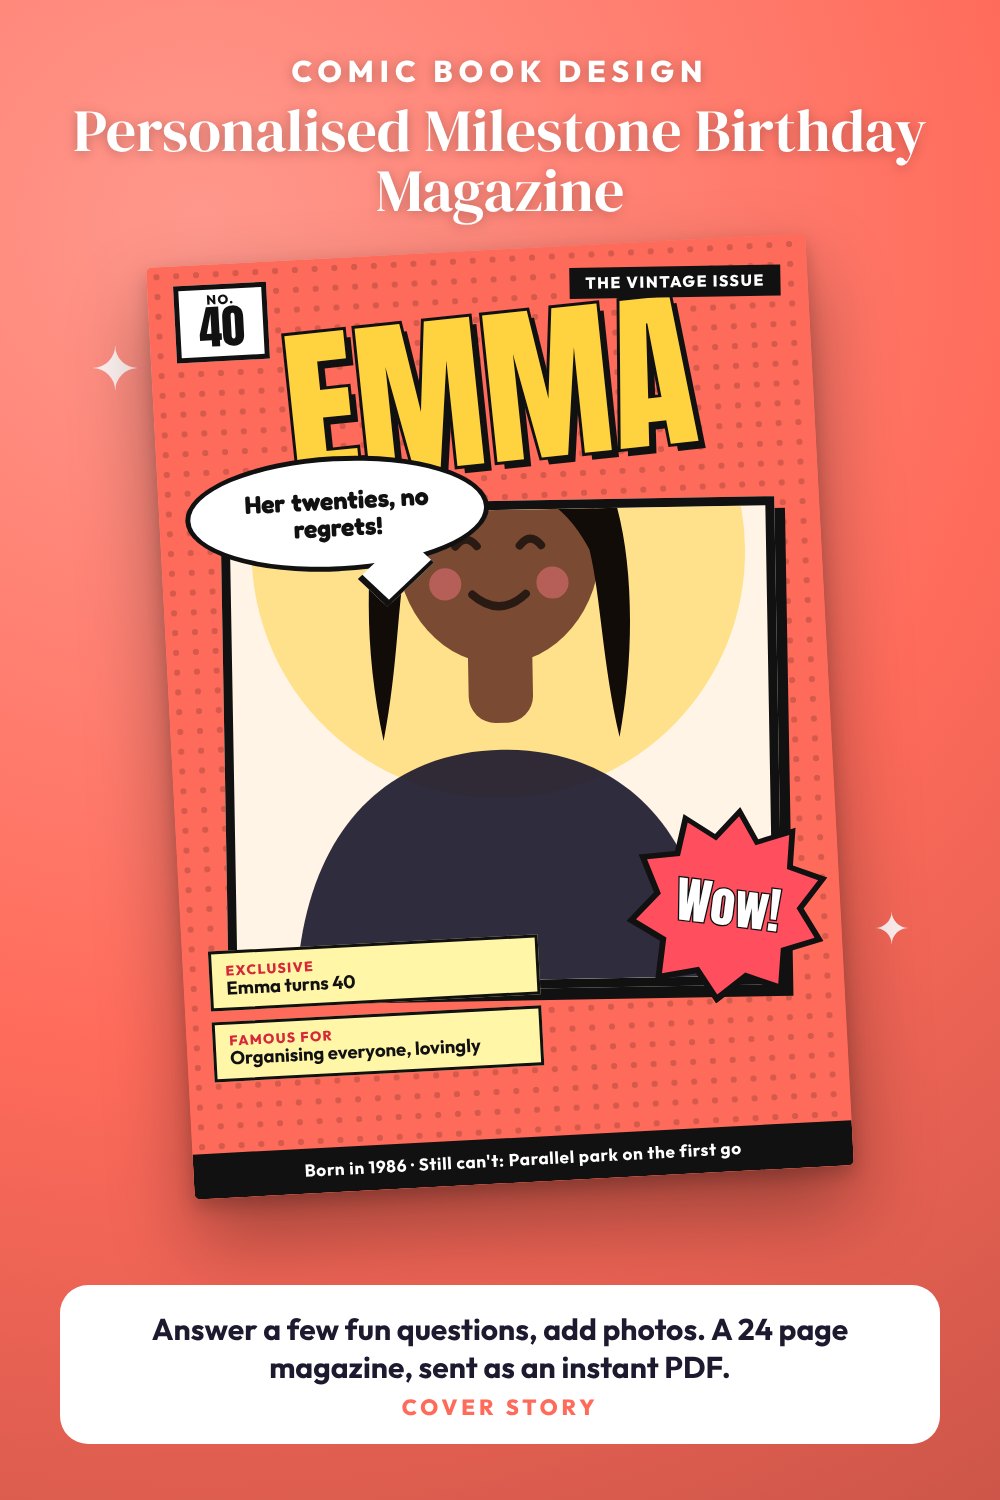 COMIC BOOK DESIGN
Personalised Milestone Birthday
Magazine
THE VINTAGE ISSUE
NO.
40
EMMA
Her twenties, no
regrets!
Wow!
EXCLUSIVE
Emma turns 40
FAMOUS FOR
Organising everyone, lovingly
Born in 1986 · Still can't: Parallel park on the first go
Answer a few fun questions, add photos. A 24 page
magazine, sent as an instant PDF.
COVER STORY